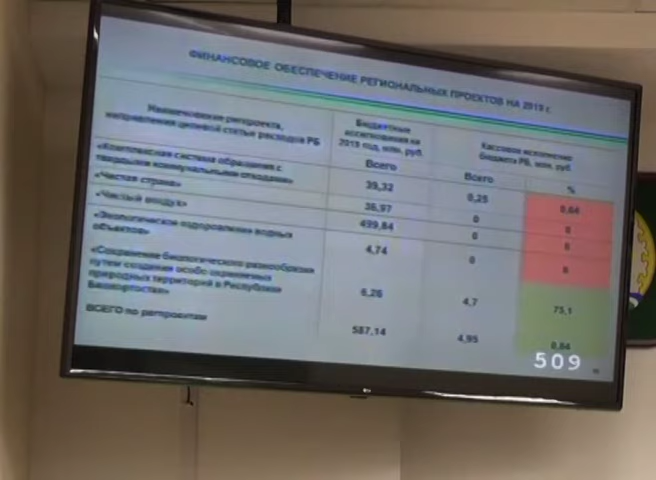 ФИНАНСОВОЕ ОБЕСПЕЧЕНИЕ РЕГИОНАЛЬНЫХ ПРОЕКТОВ НА 2019 г.
Наименование регпроекта,
направления целевой статьи расходов РБ
Бюджетные
ассигнования на
2019 год, млн. руб.
Кассовое исполнение
бюджета РБ, млн. руб.
Всего
Всего
%
«Комплексная система обращения с
твердыми коммунальными отходами»
39,32
0,25
0,64
«Чистая страна»
36,97
0
0
«Чистый воздух»
499,84
0
0
«Экологическое оздоровление водных
объектов»
4,74
0
0
«Сохранение биологического разнообразия
путем создания особо охраняемых
природных территорий в Республике
Башкортостан»
6,26
4,7
75,1
ВСЕГО по регпроектам
587,14
4,95
0,84
509
LG